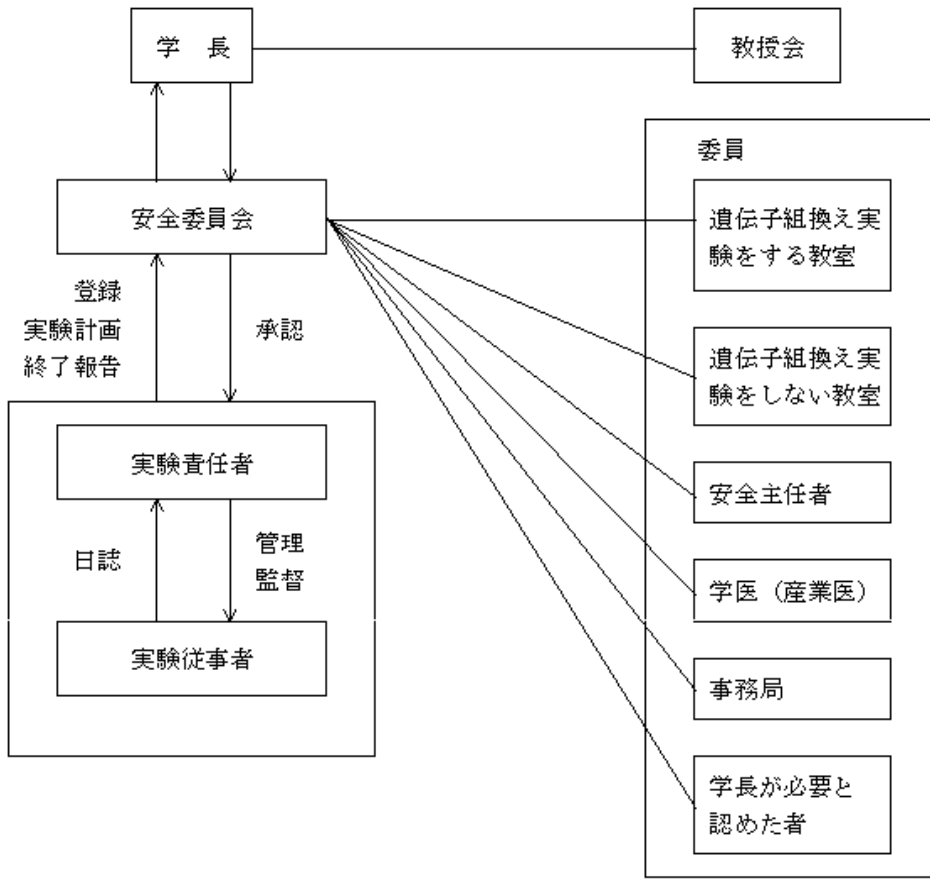 学　長
教授会
委員
安全委員会
遺伝子組換え実
験をする教室
登録
実験計画
終了報告
承認
遺伝子組換え実
験をしない教室
実験責任者
安全主任者
日誌
管理
監督
学医（産業医）
実験従事者
事務局
学長が必要と
認めた者